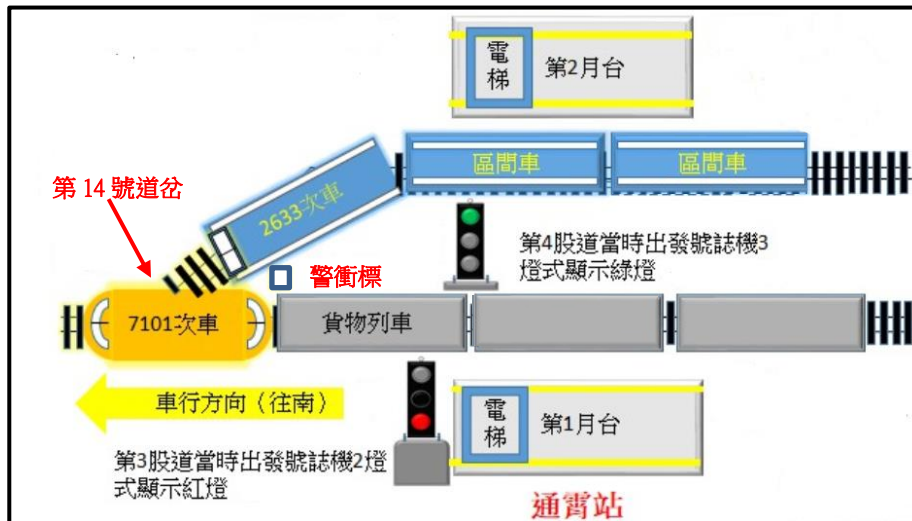 電
梯
第2月台
區間車
區間車
第 14 號道岔
2633次車
第4股道當時出發號誌機3
燈式顯示綠燈
警衝標
7101次車
貨物列車
車行方向（往南）
電
梯
第1月台
第3股道當時出發號誌機2燈
式顯示紅燈
通霄站